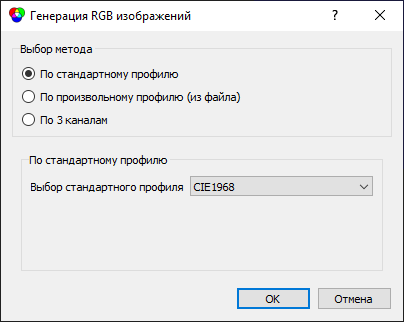 Генерация RGB изображений
?
Выбор метода
По стандартному профилю
По произвольному профилю (из файла)
По 3 каналам
По стандартному профилю
Выбор стандартного профиля CIE1968
OK Отмена